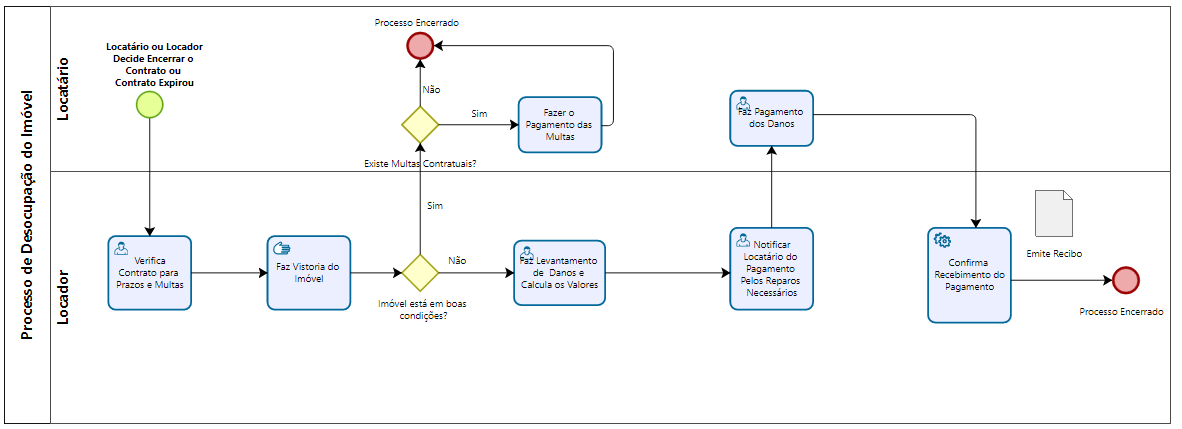 Processo de Desocupação do Imóvel
Locatário
Locatário ou Locador
Decide Encerrar o
Contrato ou
Contrato Expirou
Processo Encerrado
Não
Sim
Fazer o
Pagamento das
Multas
Existe Multas Contratuais?
Faz Pagamento
dos Danos
Locador
Verifica
Contrato para
Prazos e Multas
Faz Vistoria do
Imóvel
Sim
Não
Imóvel está em boas
condições?
Faz Levantamento
de Danos e
Calcula os Valores
Notificar
Locatário do
Pagamento
Pelos Reparos
Necessários
Confirma
Recebimento do
Pagamento
Emite Recibo
Processo Encerrado